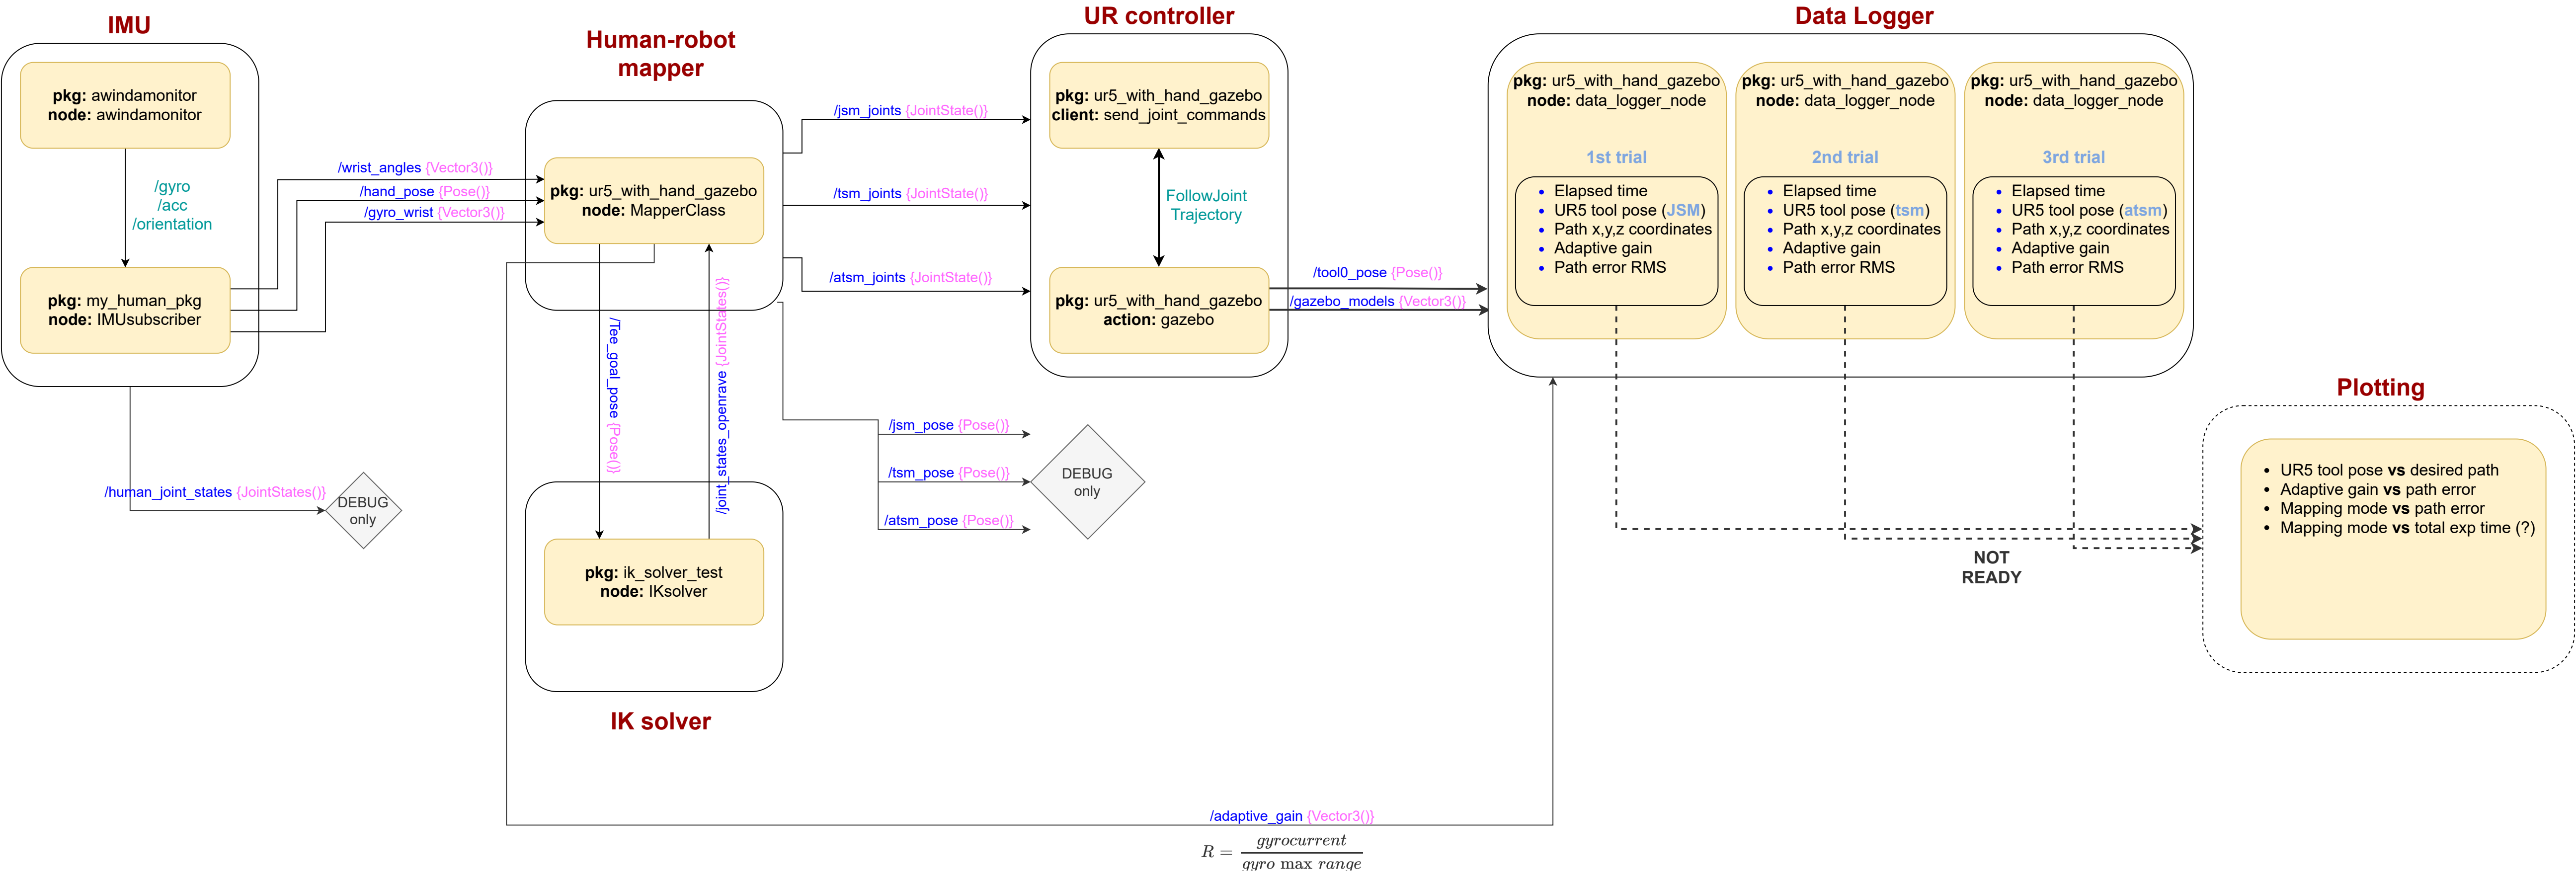 IMU
pkg: awindamonitor
node: awindamonitor
/gyro
/acc
/orientation
pkg: my_human_pkg
node: IMUsubscriber
/wrist_angles {Vector3()}
/hand_pose {Pose()}
/gyro_wrist {Vector3()}
/human_joint_states {JointStates()}
DEBUG
only
Human-robot
mapper
pkg: ur5_with_hand_gazebo
node: MapperClass
/Tee_goal_pose {Pose()}
/joint_states_openrave {JointStates()}
pkg: ik_solver_test
node: IKsolver
IK solver
/jsm_joints {JointState()}
/tsm_joints {JointState()}
/atsm_joints {JointState()}
/jsm_pose {Pose()}
/tsm_pose {Pose()}
/atsm_pose {Pose()}
DEBUG
only
UR controller
pkg: ur5_with_hand_gazebo
client: send_joint_commands
FollowJoint
Trajectory
pkg: ur5_with_hand_gazebo
action: gazebo
/tool0_pose {Pose()}
/gazebo_models {Vector3()}
Data Logger
pkg: ur5_with_hand_gazebo
node: data_logger_node
1st trial
• Elapsed time
• UR5 tool pose (JSM)
• Path x,y,z coordinates
• Adaptive gain
• Path error RMS
pkg: ur5_with_hand_gazebo
node: data_logger_node
2nd trial
• Elapsed time
• UR5 tool pose (tsm)
• Path x,y,z coordinates
• Adaptive gain
• Path error RMS
pkg: ur5_with_hand_gazebo
node: data_logger_node
3rd trial
• Elapsed time
• UR5 tool pose (atsm)
• Path x,y,z coordinates
• Adaptive gain
• Path error RMS
NOT
READY
Plotting
• UR5 tool pose vs desired path
• Adaptive gain vs path error
• Mapping mode vs path error
• Mapping mode vs total exp time (?)
/adaptive_gain {Vector3()}
R = gyrocurrent
gyro max range